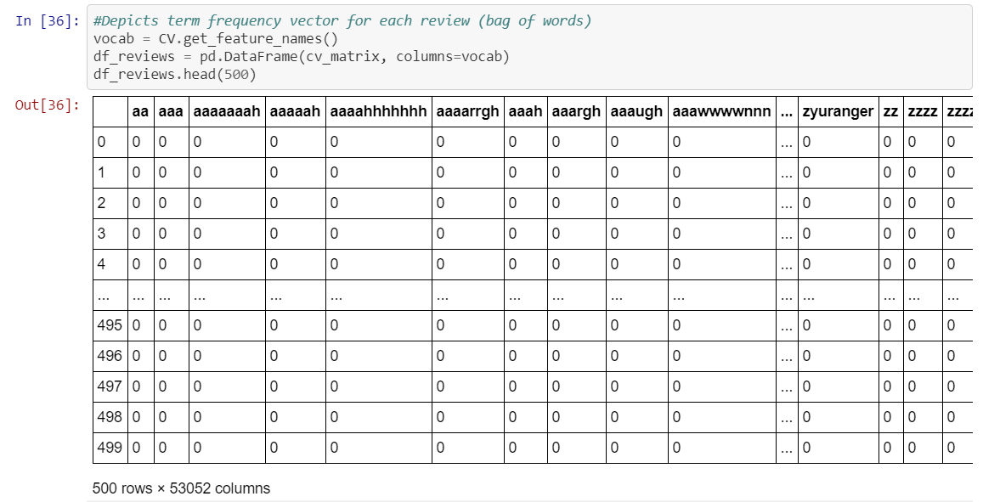 In [36]: #Depicts term frequency vector for each review (bag of words)
vocab = CV.get_feature_names()
df_reviews = pd.DataFrame(cv_matrix, columns=vocab)
df_reviews.head(500)
Out[36]:
aa aaa aaaaaaah aaaaah aaaahhhhhhh aaaarrgh aaah aaargh aaaugh aaawwwwnnn ... zyuranger zz zzzz zzzz
0 0 0 0 0 0 0 0 0 0 0 ... 0 0 0 0
1 0 0 0 0 0 0 0 0 0 0 ... 0 0 0 0
2 0 0 0 0 0 0 0 0 0 0 ... 0 0 0 0
3 0 0 0 0 0 0 0 0 0 0 ... 0 0 0 0
4 0 0 0 0 0 0 0 0 0 0 ... 0 0 0 0
... ... ... ... ... ... ... ... ... ... ... ... ... ... ... ...
495 0 0 0 0 0 0 0 0 0 0 ... 0 0 0 0
496 0 0 0 0 0 0 0 0 0 0 ... 0 0 0 0
497 0 0 0 0 0 0 0 0 0 0 ... 0 0 0 0
498 0 0 0 0 0 0 0 0 0 0 ... 0 0 0 0
499 0 0 0 0 0 0 0 0 0 0 ... 0 0 0 0
500 rows × 53052 columns